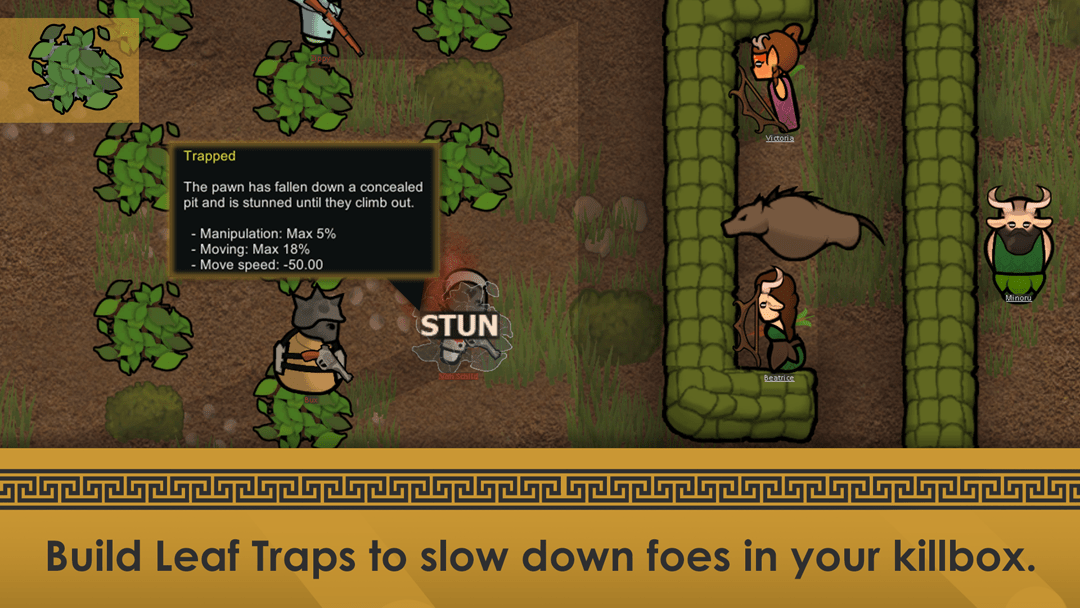 Victoria
Trapped
The pawn has fallen down a concealed
pit and is stunned until they climb out.
- Manipulation: Max 5%
- Moving: Max 18%
- Move speed: -50.00
Minoru
STUN
Beatrice
Build Leaf Traps to slow down foes in your killbox.